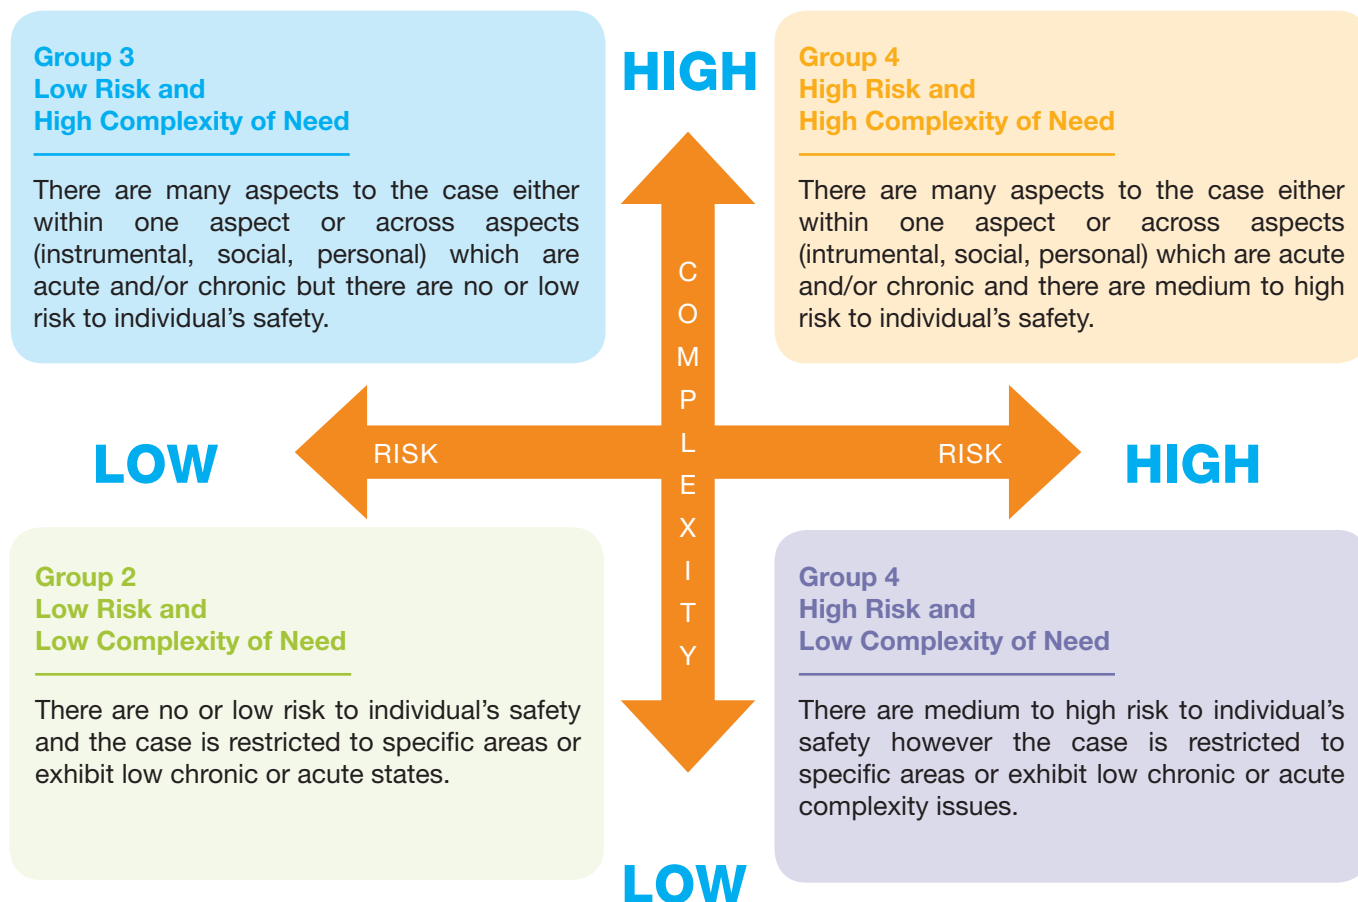 Group 3
Low Risk and
High Complexity of Need
There are many aspects to the case either
within one aspect or across aspects
(instrumental, social, personal) which are
acute and/or chronic but there are no or low
risk to individual’s safety.
HIGH
Group 4
High Risk and
High Complexity of Need
There are many aspects to the case either
within one aspect or across aspects
(intrumental, social, personal) which are acute
and/or chronic and there are medium to high
risk to individual’s safety.
COMPLEXITY
LOW
RISK
RISK
HIGH
Group 2
Low Risk and
Low Complexity of Need
There are no or low risk to individual’s safety
and the case is restricted to specific areas or
exhibit low chronic or acute states.
Group 4
High Risk and
Low Complexity of Need
There are medium to high risk to individual’s
safety however the case is restricted to
specific areas or exhibit low chronic or acute
complexity issues.
LOW